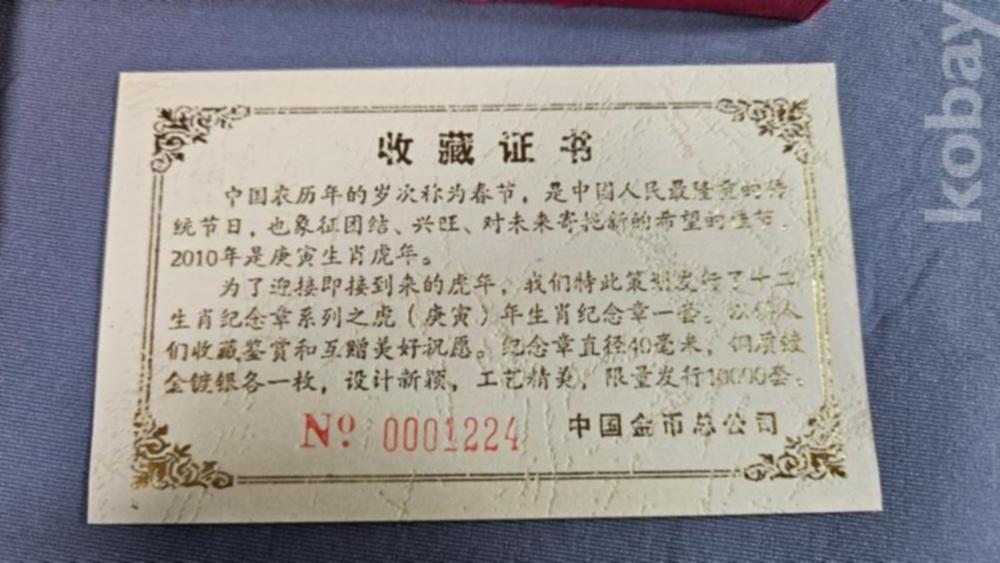 收藏证书
中国农历年的岁次称为春节，是中国人民最隆重的传
统节日，也象征团结、兴旺、对未来寄托新的希望的佳节。
2010年是庚寅生肖虎年。
为了迎接即接到来的虎年，我们特此策划发行了十二
生肖纪念章系列之虎（庚寅）年生肖纪念章一套。以供人
们收藏鉴赏和互赠美好祝愿。纪念章直径40毫米，铜质镀
金镀银各一枚，设计新颖，工艺精美，限量发行10000套。
No 0001224
中国金币总公司
kobay